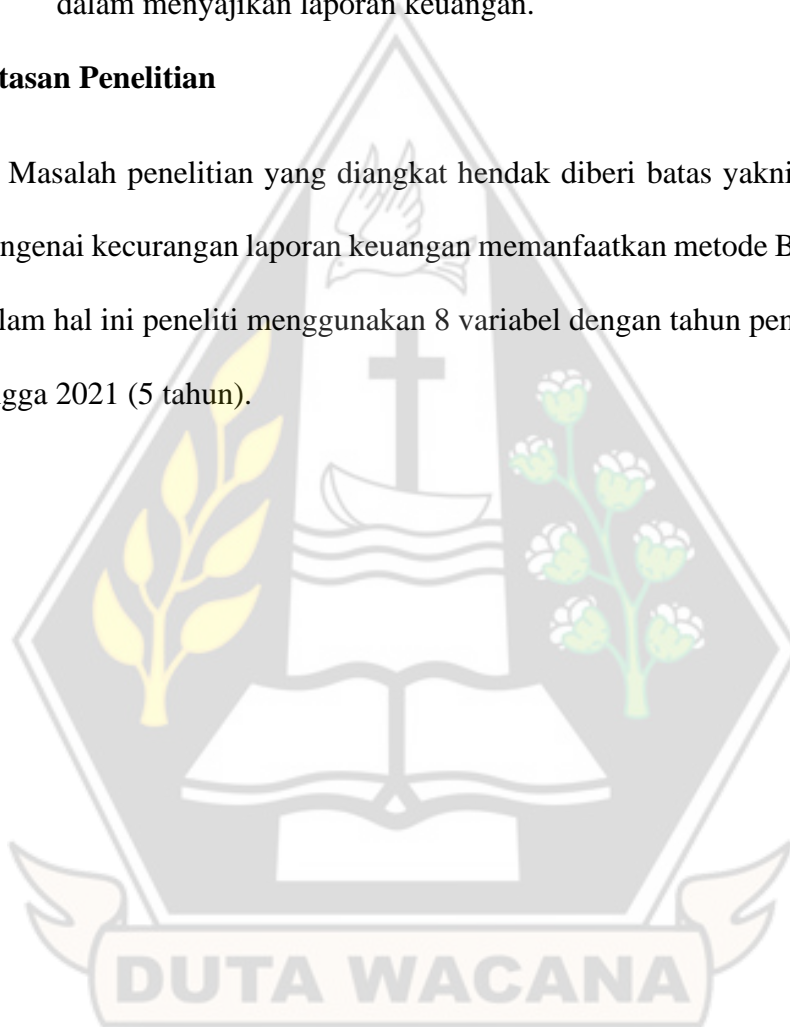 dalam menyajikan laporan keuangan.
tasan Penelitian
Masalah penelitian yang diangkat hendak diberi batas yakni
ngenai kecurangan laporan keuangan memanfaatkan metode B
lam hal ini peneliti menggunakan 8 variabel dengan tahun pen
ngga 2021 (5 tahun).
DUTA WACANA